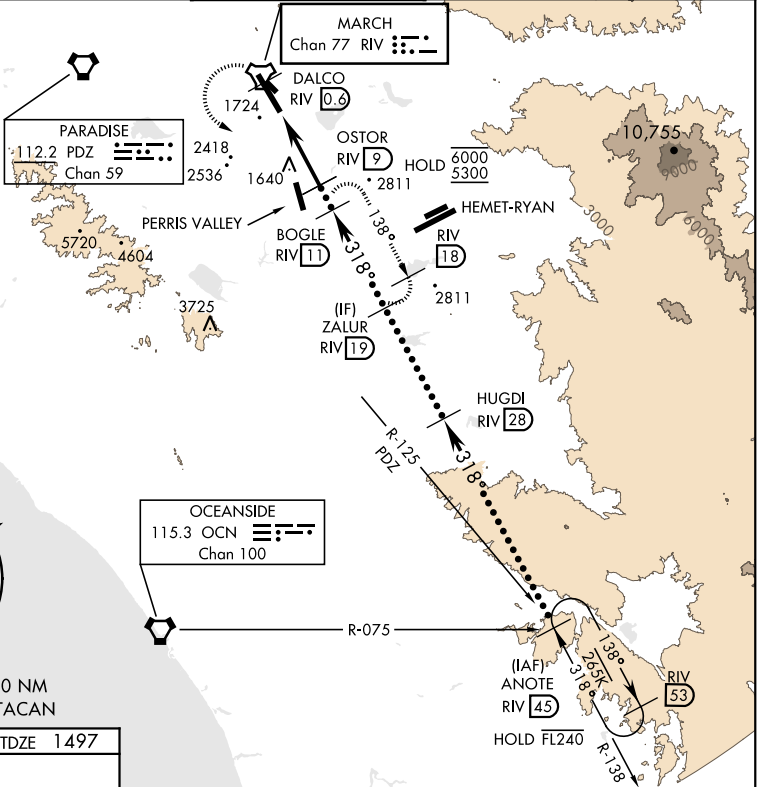 MARCH
Chan 77 RIV
DALCO
RIV 0.6
1724
PARADISE
112.2 PDZ
Chan 59
2418
2536
OSTOR
RIV 9
HOLD 6000
5300
1640
2811
10,755
9000
6000
3000
PERRIS VALLEY
HEMET-RYAN
BOGLE
RIV 11
138°
318°
RIV
18
2811
5720
4604
3725
(IF)
ZALUR
RIV 19
HUGDI
RIV 28
R-125
PDZ
318°
OCEANSIDE
115.3 OCN
Chan 100
R-075
138°
265K
318°
(IAF)
ANOTE
RIV 45
RIV
53
HOLD FL240
R-138
0 NM
TACAN
TDZE 1497